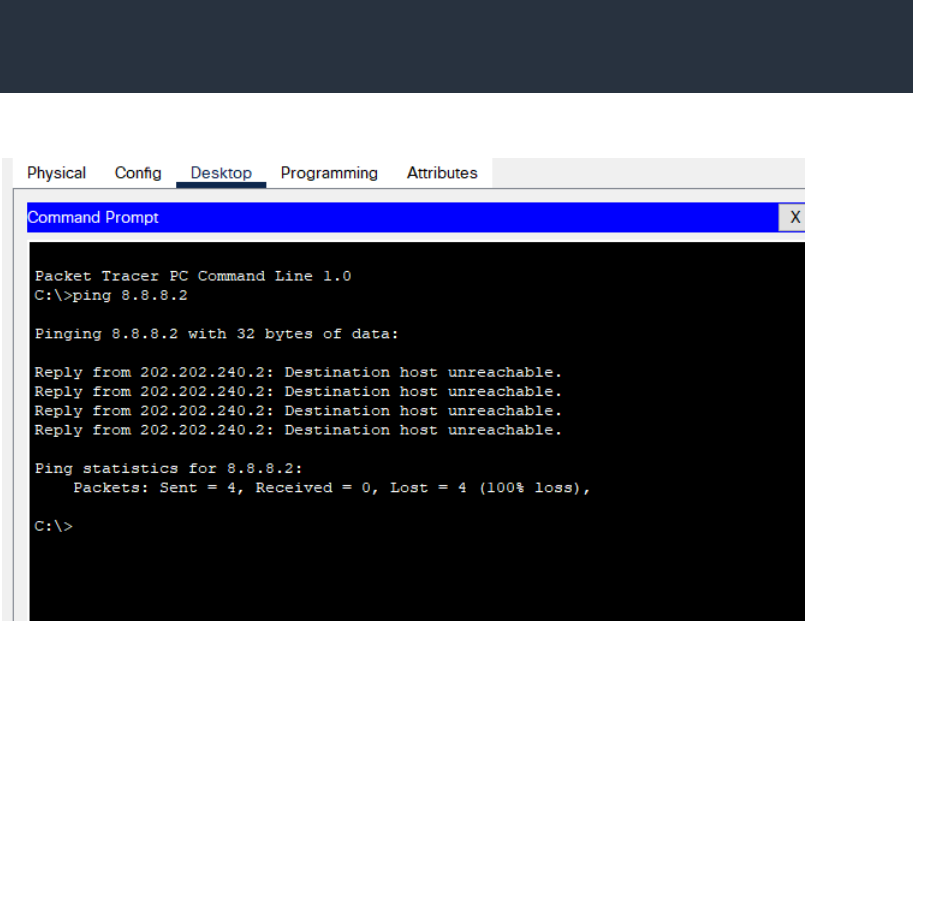 Physical Config Desktop Programming Attributes
Command Prompt
X
Packet Tracer PC Command Line 1.0
C:\>ping 8.8.8.2
Pinging 8.8.8.2 with 32 bytes of data:
Reply from 202.202.240.2: Destination host unreachable.
Reply from 202.202.240.2: Destination host unreachable.
Reply from 202.202.240.2: Destination host unreachable.
Reply from 202.202.240.2: Destination host unreachable.
Ping statistics for 8.8.8.2:
Packets: Sent = 4, Received = 0, Lost = 4 (100% loss),
C:\>